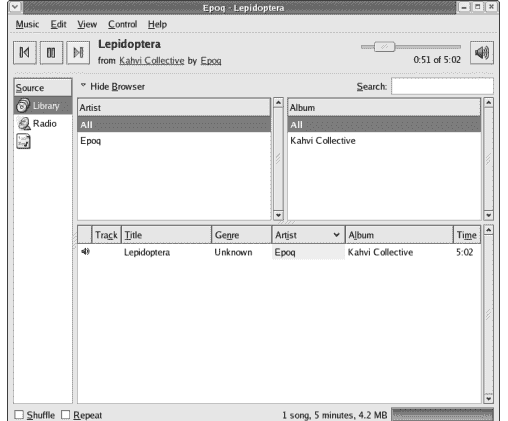 Epoq - Lepidoptera
Music Edit View Control Help
Lepidoptera
from Kahvi Collective by Epoq
0:51 of 5:02
Source
Hide Browser
Search:
Library
Artist
Album
All
All
Radio
Epoq
Kahvi Collective
Track Title Genre Artist Album Time
Lepidoptera Unknown Epoq Kahvi Collective 5:02
Shuffle Repeat
1 song, 5 minutes, 4.2 MB